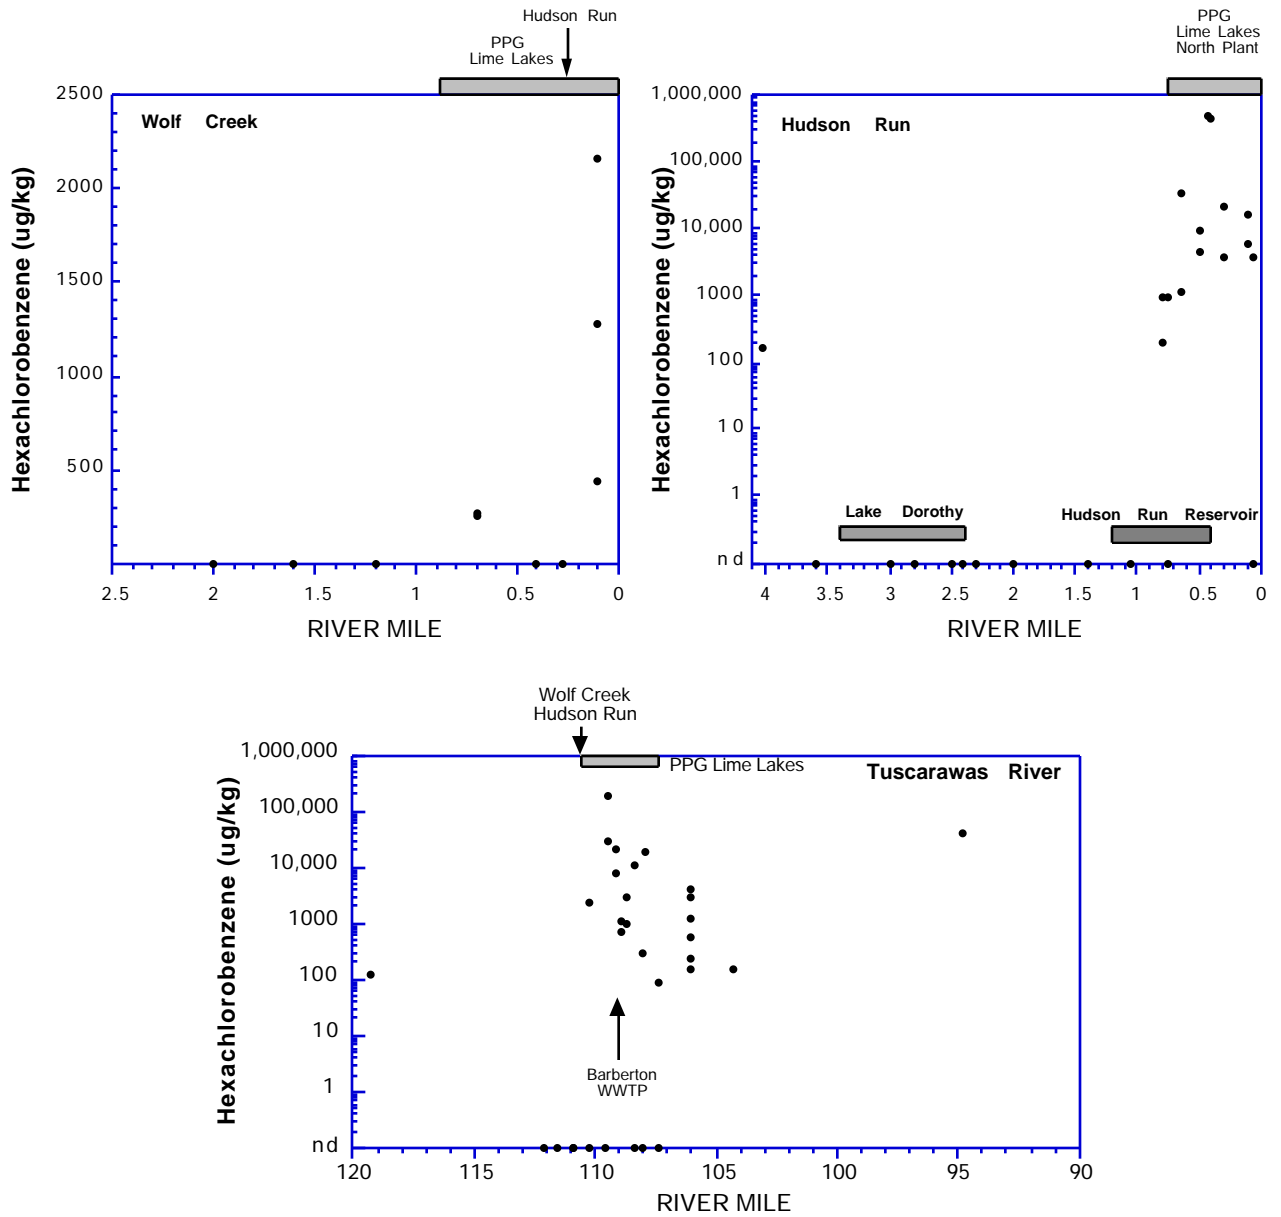 Hudson Run
PPG
Lime Lakes
2500
2000
1500
1000
500
Wolf Creek
Hexachlorobenzene (ug/kg)
2.5 2 1.5 1 0.5 0
RIVER MILE
PPG
Lime Lakes
North Plant
1,000,000
100,000
10,000
1000
100
10
1
nd
Hudson Run
Hexachlorobenzene (ug/kg)
Lake Dorothy
Hudson Run Reservoir
4 3.5 3 2.5 2 1.5 1 0.5 0
RIVER MILE
Wolf Creek
Hudson Run
1,000,000
100,000
10,000
1000
100
10
1
nd
PPG Lime Lakes
Tuscarawas River
Hexachlorobenzene (ug/kg)
Barberton
WWTP
120 115 110 105 100 95 90
RIVER MILE